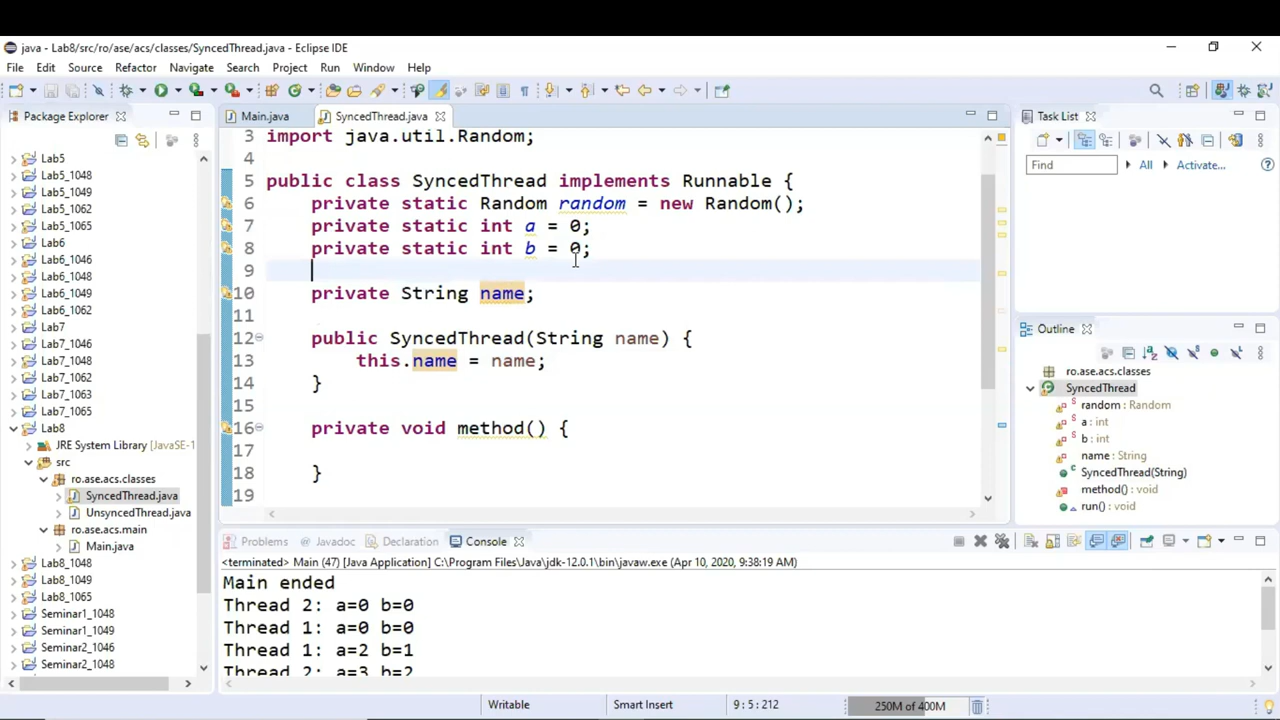 java - Lab8/src/ro/ase/acs/classes/SyncedThread.java - Eclipse IDE
File Edit Source Refactor Navigate Search Project Run Window Help
Package Explorer
Lab5
Lab5_1048
Lab5_1049
Lab5_1062
Lab5_1065
Lab6
Lab6_1046
Lab6_1048
Lab6_1049
Lab6_1062
Lab7
Lab7_1046
Lab7_1048
Lab7_1062
Lab7_1063
Lab7_1065
Lab8
JRE System Library [JavaSE-1
src
ro.ase.acs.classes
SyncedThread.java
UnsyncedThread.java
ro.ase.acs.main
Main.java
Lab8_1048
Lab8_1049
Lab8_1065
Seminar1_1048
Seminar1_1049
Seminar2_1046
Seminar2_1048
Main.java SyncedThread.java
3 import java.util.Random;
4
5 public class SyncedThread implements Runnable {
6 private static Random random = new Random();
7 private static int a = 0;
8 private static int b = 0;
9
10 private String name;
11
12 public SyncedThread(String name) {
13 this.name = name;
14 }
15
16 private void method() {
17
18 }
19
Task List
Find All Activate...
Outline
ro.ase.acs.classes
SyncedThread
random : Random
a : int
b : int
name : String
SyncedThread(String)
method() : void
run() : void
Problems Javadoc Declaration Console
<terminated> Main (47) [Java Application] C:\Program Files\Java\jdk-12.0.1\bin\javaw.exe (Apr 10, 2020, 9:38:19 AM)
Main ended
Thread 2: a=0 b=0
Thread 1: a=0 b=0
Thread 1: a=2 b=1
Thread 2: a=3 b=2
Writable Smart Insert 9 : 5 : 212 250M of 400M